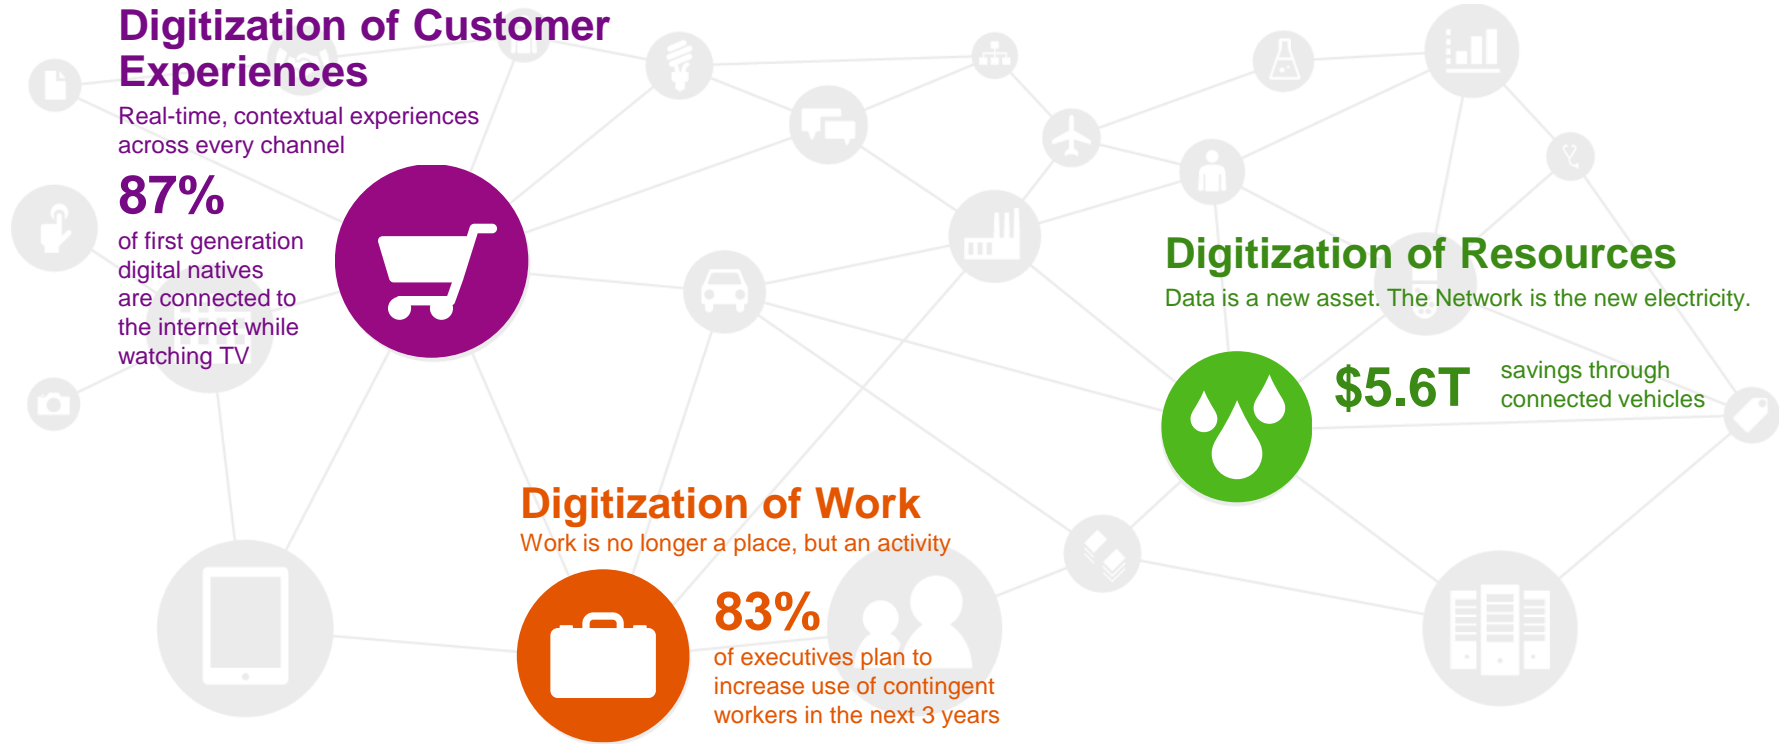 Digitization of Customer
Experiences
Real-time, contextual experiences
across every channel
87%
of first generation
digital natives
are connected to
the internet while
watching TV
Digitization of Resources
Data is a new asset. The Network is the new electricity.
$5.6T
savings through
connected vehicles
Digitization of Work
Work is no longer a place, but an activity
83%
of executives plan to
increase use of contingent
workers in the next 3 years